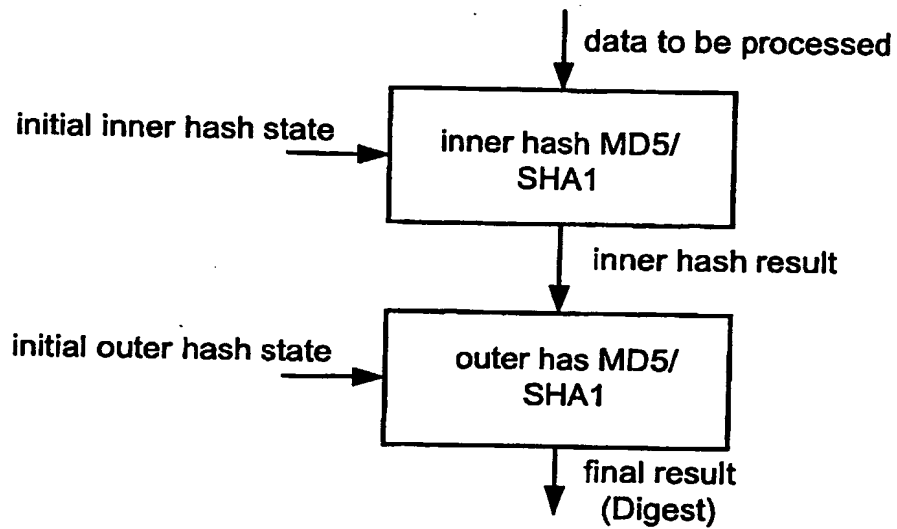 data to be processed
initial inner hash state
inner hash MD5/
SHA1
inner hash result
initial outer hash state
outer has MD5/
SHA1
final result
(Digest)